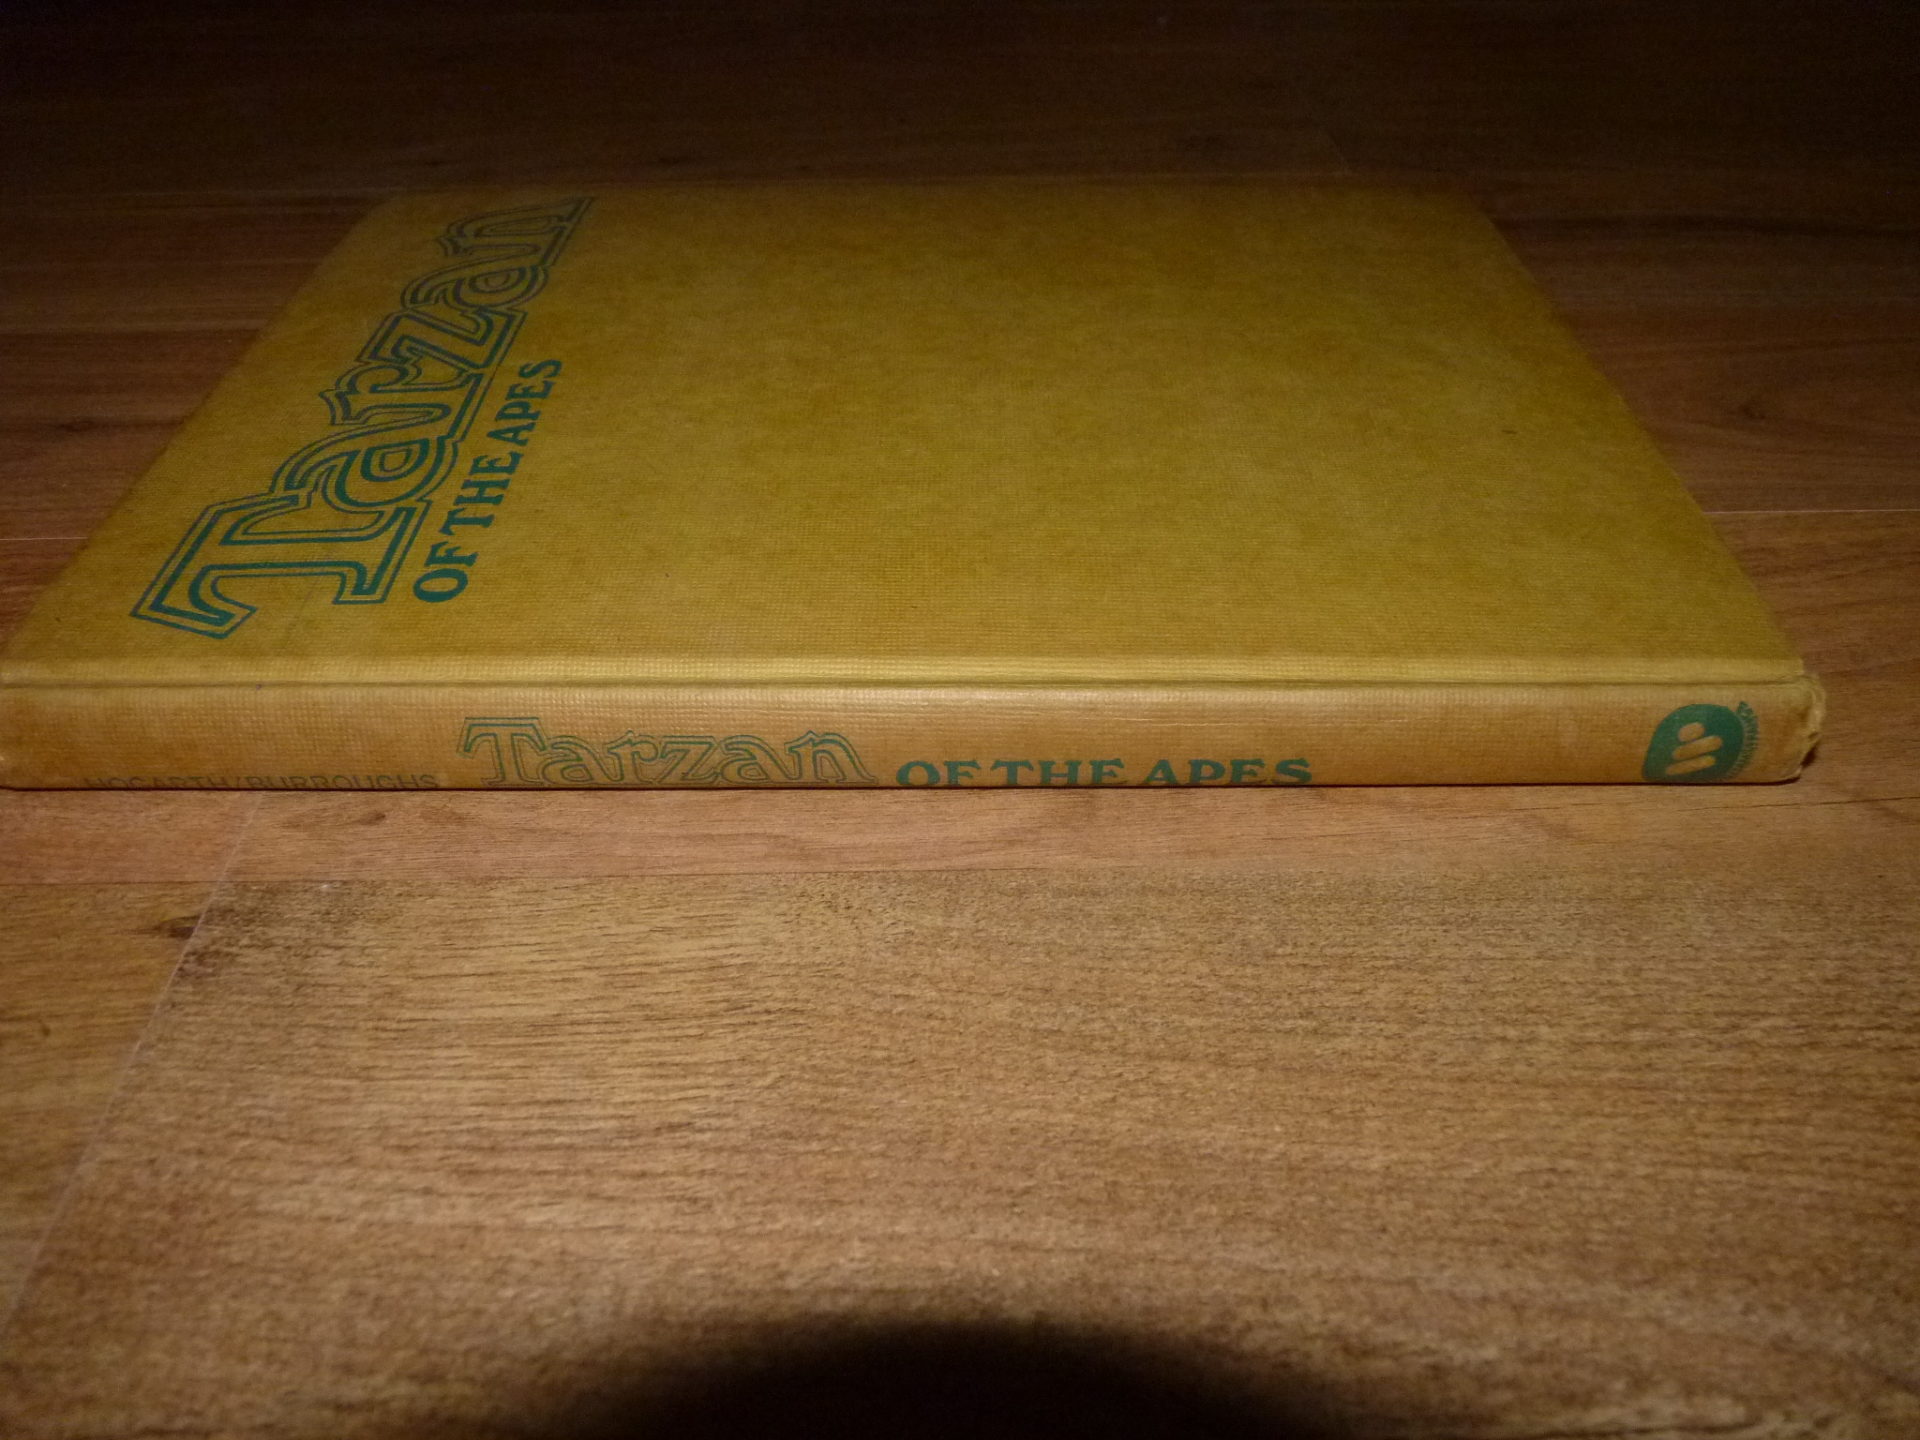 Tarzan
OF THE APES
HOGARTH/BURROUGHS Tarzan OF THE APES